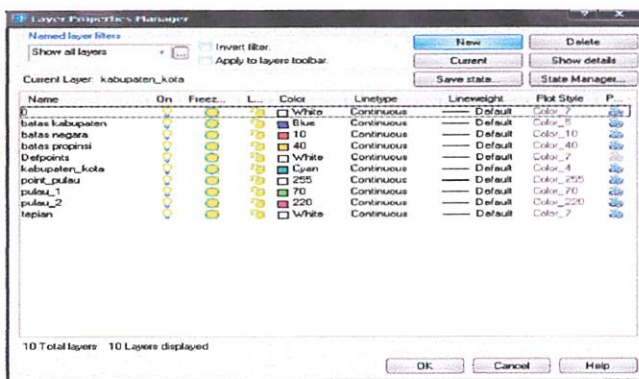 Layer Properties Manager
Named layer filters
Show all layers
...
Invert filter.
Apply to layers toolbar.
New Delete
Current Show details
Save state... State Manager...
Current Layer: kabupaten_kota
Name On Freez... L... Color Linetype Lineweight Plot Style P...
0 White Continuous Default Color_7
batas kabupaten Blue Continuous Default Color_5
batas negara 10 Continuous Default Color_10
batas propinsi 40 Continuous Default Color_40
Defpoints White Continuous Default Color_7
kabupaten_kota Cyan Continuous Default Color_4
point_pulau 255 Continuous Default Color_255
pulau_1 70 Continuous Default Color_70
pulau_2 220 Continuous Default Color_220
tepian White Continuous Default Color_7
10 Total layers 10 Layers displayed
OK Cancel Help